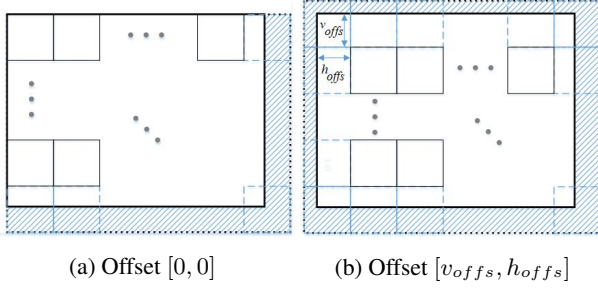 v_offs
h_offs
(a) Offset [0, 0]
(b) Offset [v_offs, h_offs]